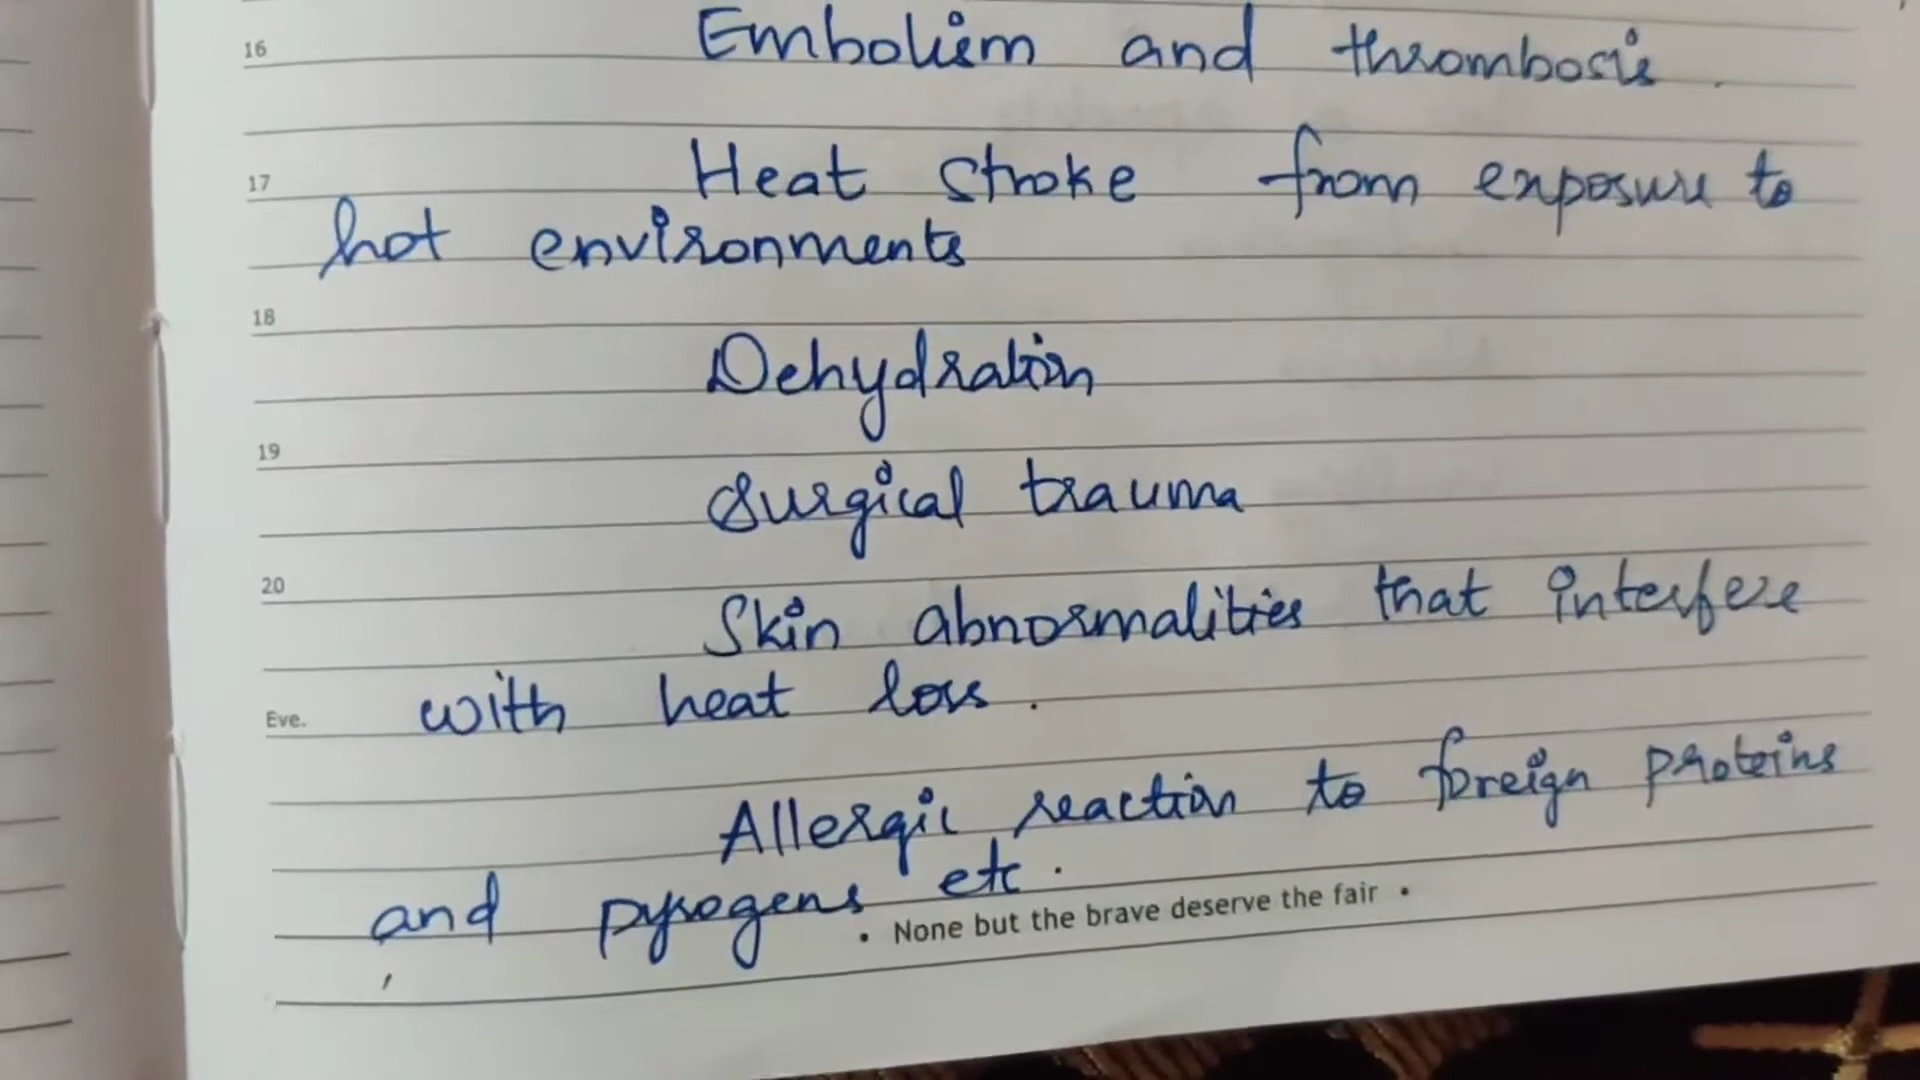 16 Embolism and thrombosis.
17 Heat stroke from exposure to
hot environments
18
Dehydration
19
Surgical trauma
20
Skin abnormalities that interfere
Eve. with heat loss.
Allergic reaction to foreign proteins
and pyrogens etc.
• None but the brave deserve the fair •